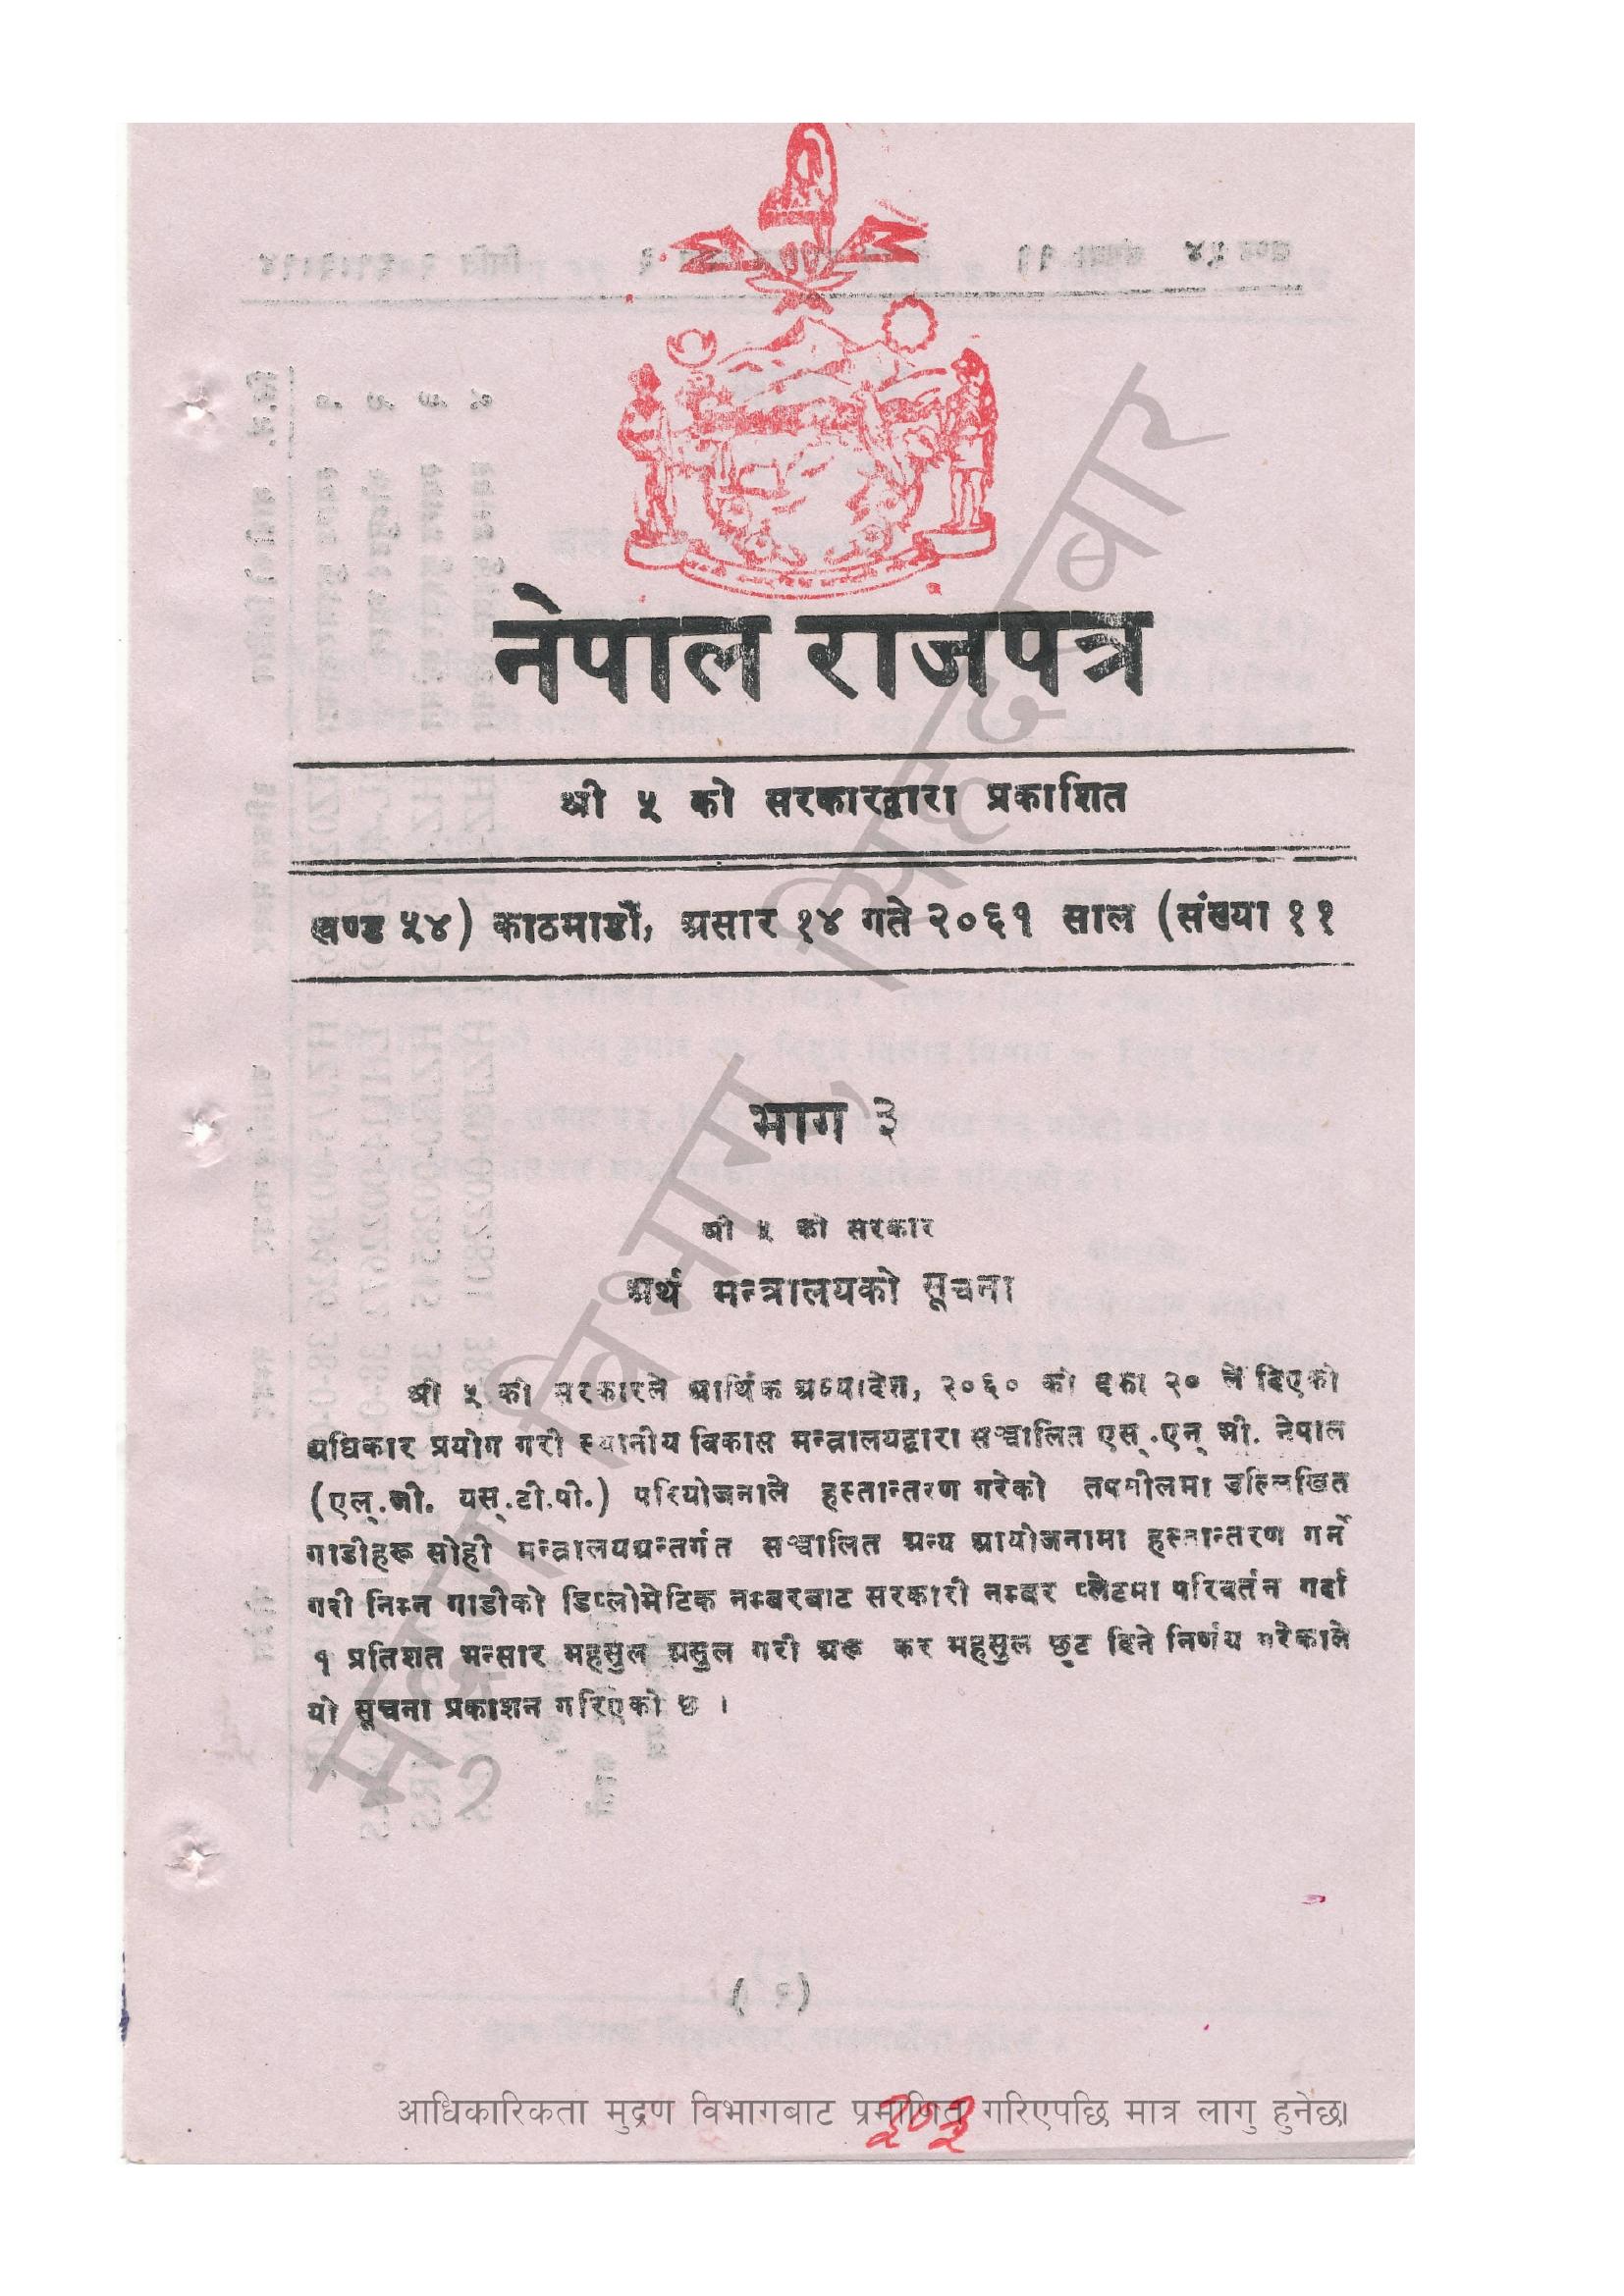 नेपाल राजपत्र
श्री ५ को सरकारद्वारा प्रकाशित
खण्ड ५४) काठमाडौं, असार १४ गते २०६१ साल (संख्या ११
भाग ३
श्री ५ को सरकार
अर्थ मन्त्रालयको सूचना
श्री ५ को सरकारले आर्थिक अध्यादेश, २०६० को दफा २० ले दिएको
अधिकार प्रयोग गरी स्थानीय विकास मन्त्रालयद्वारा सञ्चालित एस्.एन् भी. नेपाल
(एल्.जी. यस्.टी.पी.) परियोजनाले हस्तान्तरण गरेको तपसीलमा उल्लिखित
गाडीहरू सोही मन्त्रालयअन्तर्गत सञ्चालित अन्य आयोजनामा हस्तान्तरण गर्ने
गरी निम्न गाडीको डिप्लोमेटिक नम्बरबाट सरकारी नम्बर प्लेटमा परिवर्तन गर्दा
१ प्रतिशत भन्सार महसुल असुल गरी अरू कर महसुल छुट दिने निर्णय गरेकाले
यो सूचना प्रकाशन गरिएको छ ।
मुद्रण विभाग, सिंहदरबार
आधिकारिकता मुद्रण विभागबाट प्रमाणित गरिएपछि मात्र लागु हुनेछ।